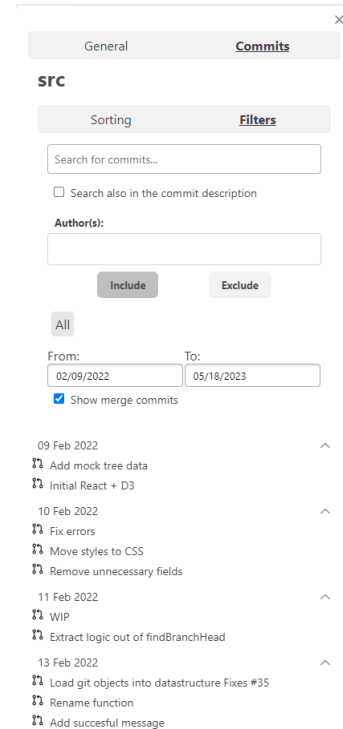 General Commits
src
Sorting Filters
Search for commits...
Search also in the commit description
Author(s):
Include Exclude
All
From: To:
02/09/2022 05/18/2023
Show merge commits
09 Feb 2022
Add mock tree data
Initial React + D3
10 Feb 2022
Fix errors
Move styles to CSS
Remove unnecessary fields
11 Feb 2022
WIP
Extract logic out of findBranchHead
13 Feb 2022
Load git objects into datastructure Fixes #35
Rename function
Add succesful message